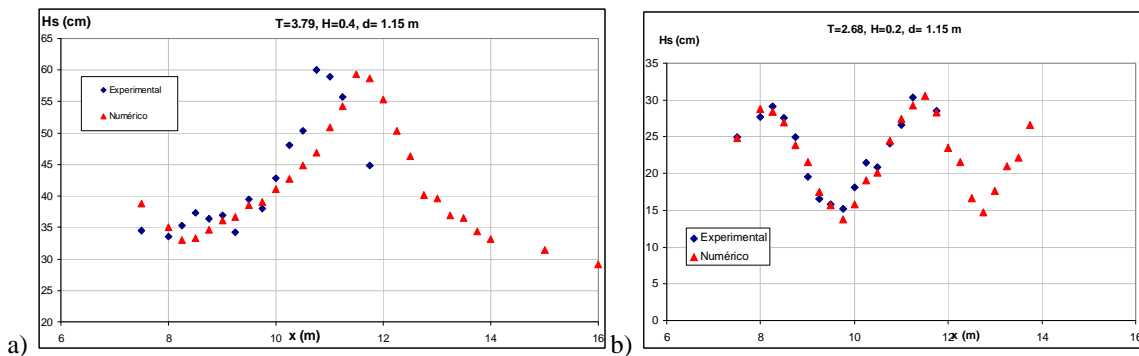 Hs (cm)
T=3.79, H=0.4, d= 1.15 m
65
60
55
50
45
40
35
30
25
20
Experimental
Numérico
6
8
10
12
14
16
x (m)
a)
T=2.68, H=0.2, d= 1.15 m
Hs (cm)
35
30
25
20
15
10
5
0
Experimental
Numérico
6
8
10
12
14
16
x (m)
b)